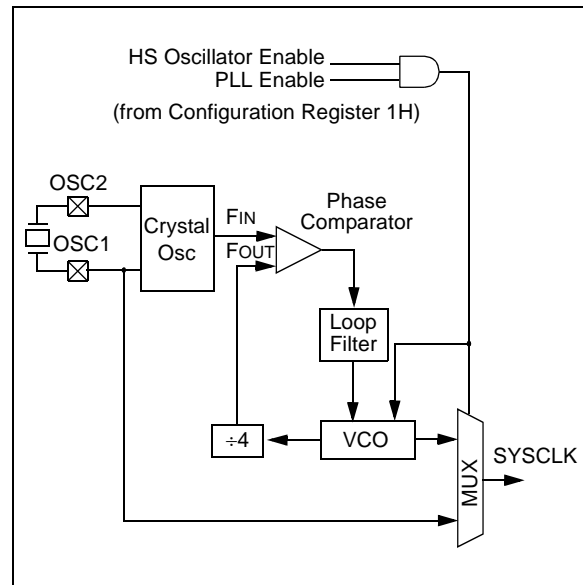 HS Oscillator Enable
PLL Enable
(from Configuration Register 1H)
OSC2
OSC1
Crystal
Osc
FIN
FOUT
Phase
Comparator
Loop
Filter
÷4
VCO
MUX
SYSCLK